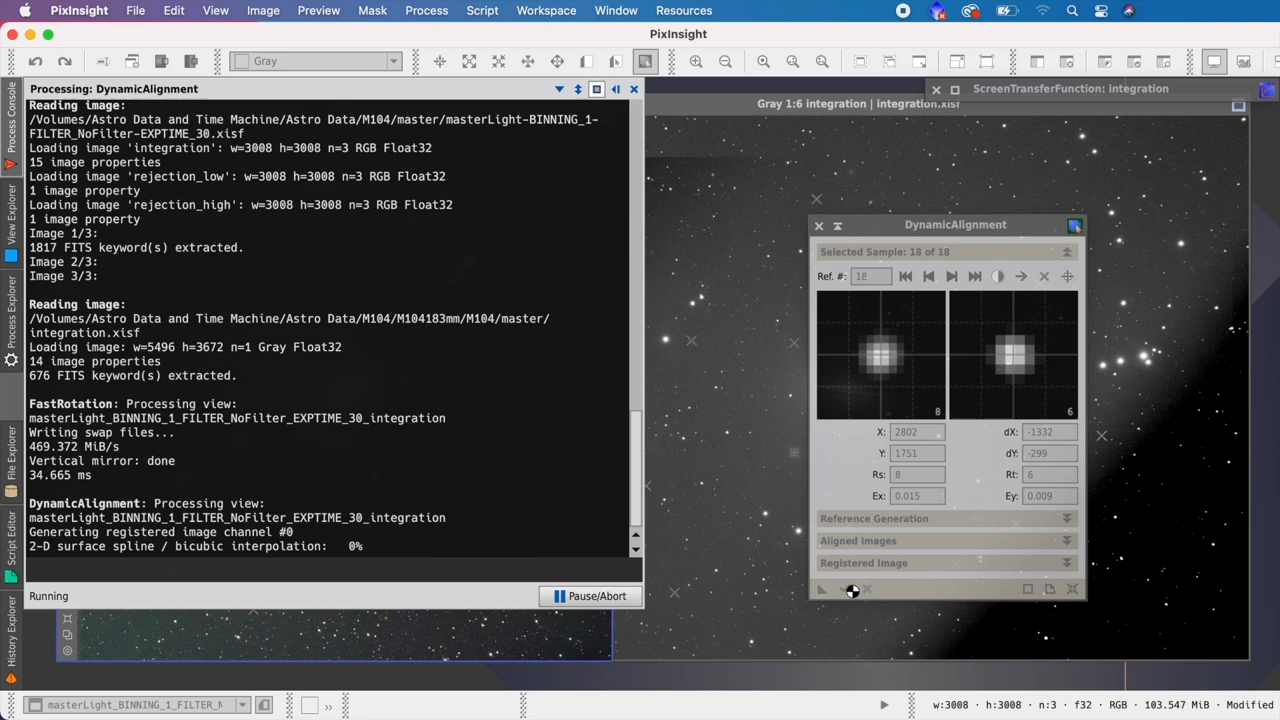 PixInsight File Edit View Image Preview Mask Process Script Workspace Window Resources
PixInsight
Gray
Process Console
View Explorer
Process Explorer
File Explorer
Script Editor
History Explorer
Processing: DynamicAlignment
Reading image:
/Volumes/Astro Data and Time Machine/Astro Data/M104/master/masterLight-BINNING_1-
FILTER_NoFilter-EXPTIME_30.xisf
Loading image 'integration': w=3008 h=3008 n=3 RGB Float32
15 image properties
Loading image 'rejection_low': w=3008 h=3008 n=3 RGB Float32
1 image property
Loading image 'rejection_high': w=3008 h=3008 n=3 RGB Float32
1 image property
Image 1/3:
1817 FITS keyword(s) extracted.
Image 2/3:
Image 3/3:
Reading image:
/Volumes/Astro Data and Time Machine/Astro Data/M104/M104183mm/M104/master/
integration.xisf
Loading image: w=5496 h=3672 n=1 Gray Float32
14 image properties
676 FITS keyword(s) extracted.
FastRotation: Processing view:
masterLight_BINNING_1_FILTER_NoFilter_EXPTIME_30_integration
Writing swap files...
469.372 MiB/s
Vertical mirror: done
34.665 ms
DynamicAlignment: Processing view:
masterLight_BINNING_1_FILTER_NoFilter_EXPTIME_30_integration
Generating registered image channel #0
2-D surface spline / bicubic interpolation: 0%
Running
Pause/Abort
ScreenTransferFunction: integration
Gray 1:6 integration | integration.xisf
DynamicAlignment
Selected Sample: 18 of 18
Ref. #: 18
8
6
X: 2802 dX: -1332
Y: 1751 dY: -299
Rs: 8 Rt: 6
Ex: 0.015 Ey: 0.009
Reference Generation
Aligned Images
Registered Image
masterLight_BINNING_1_FILTER_N
w:3008 · h:3008 · n:3 · f32 · RGB · 103.547 MiB · Modified